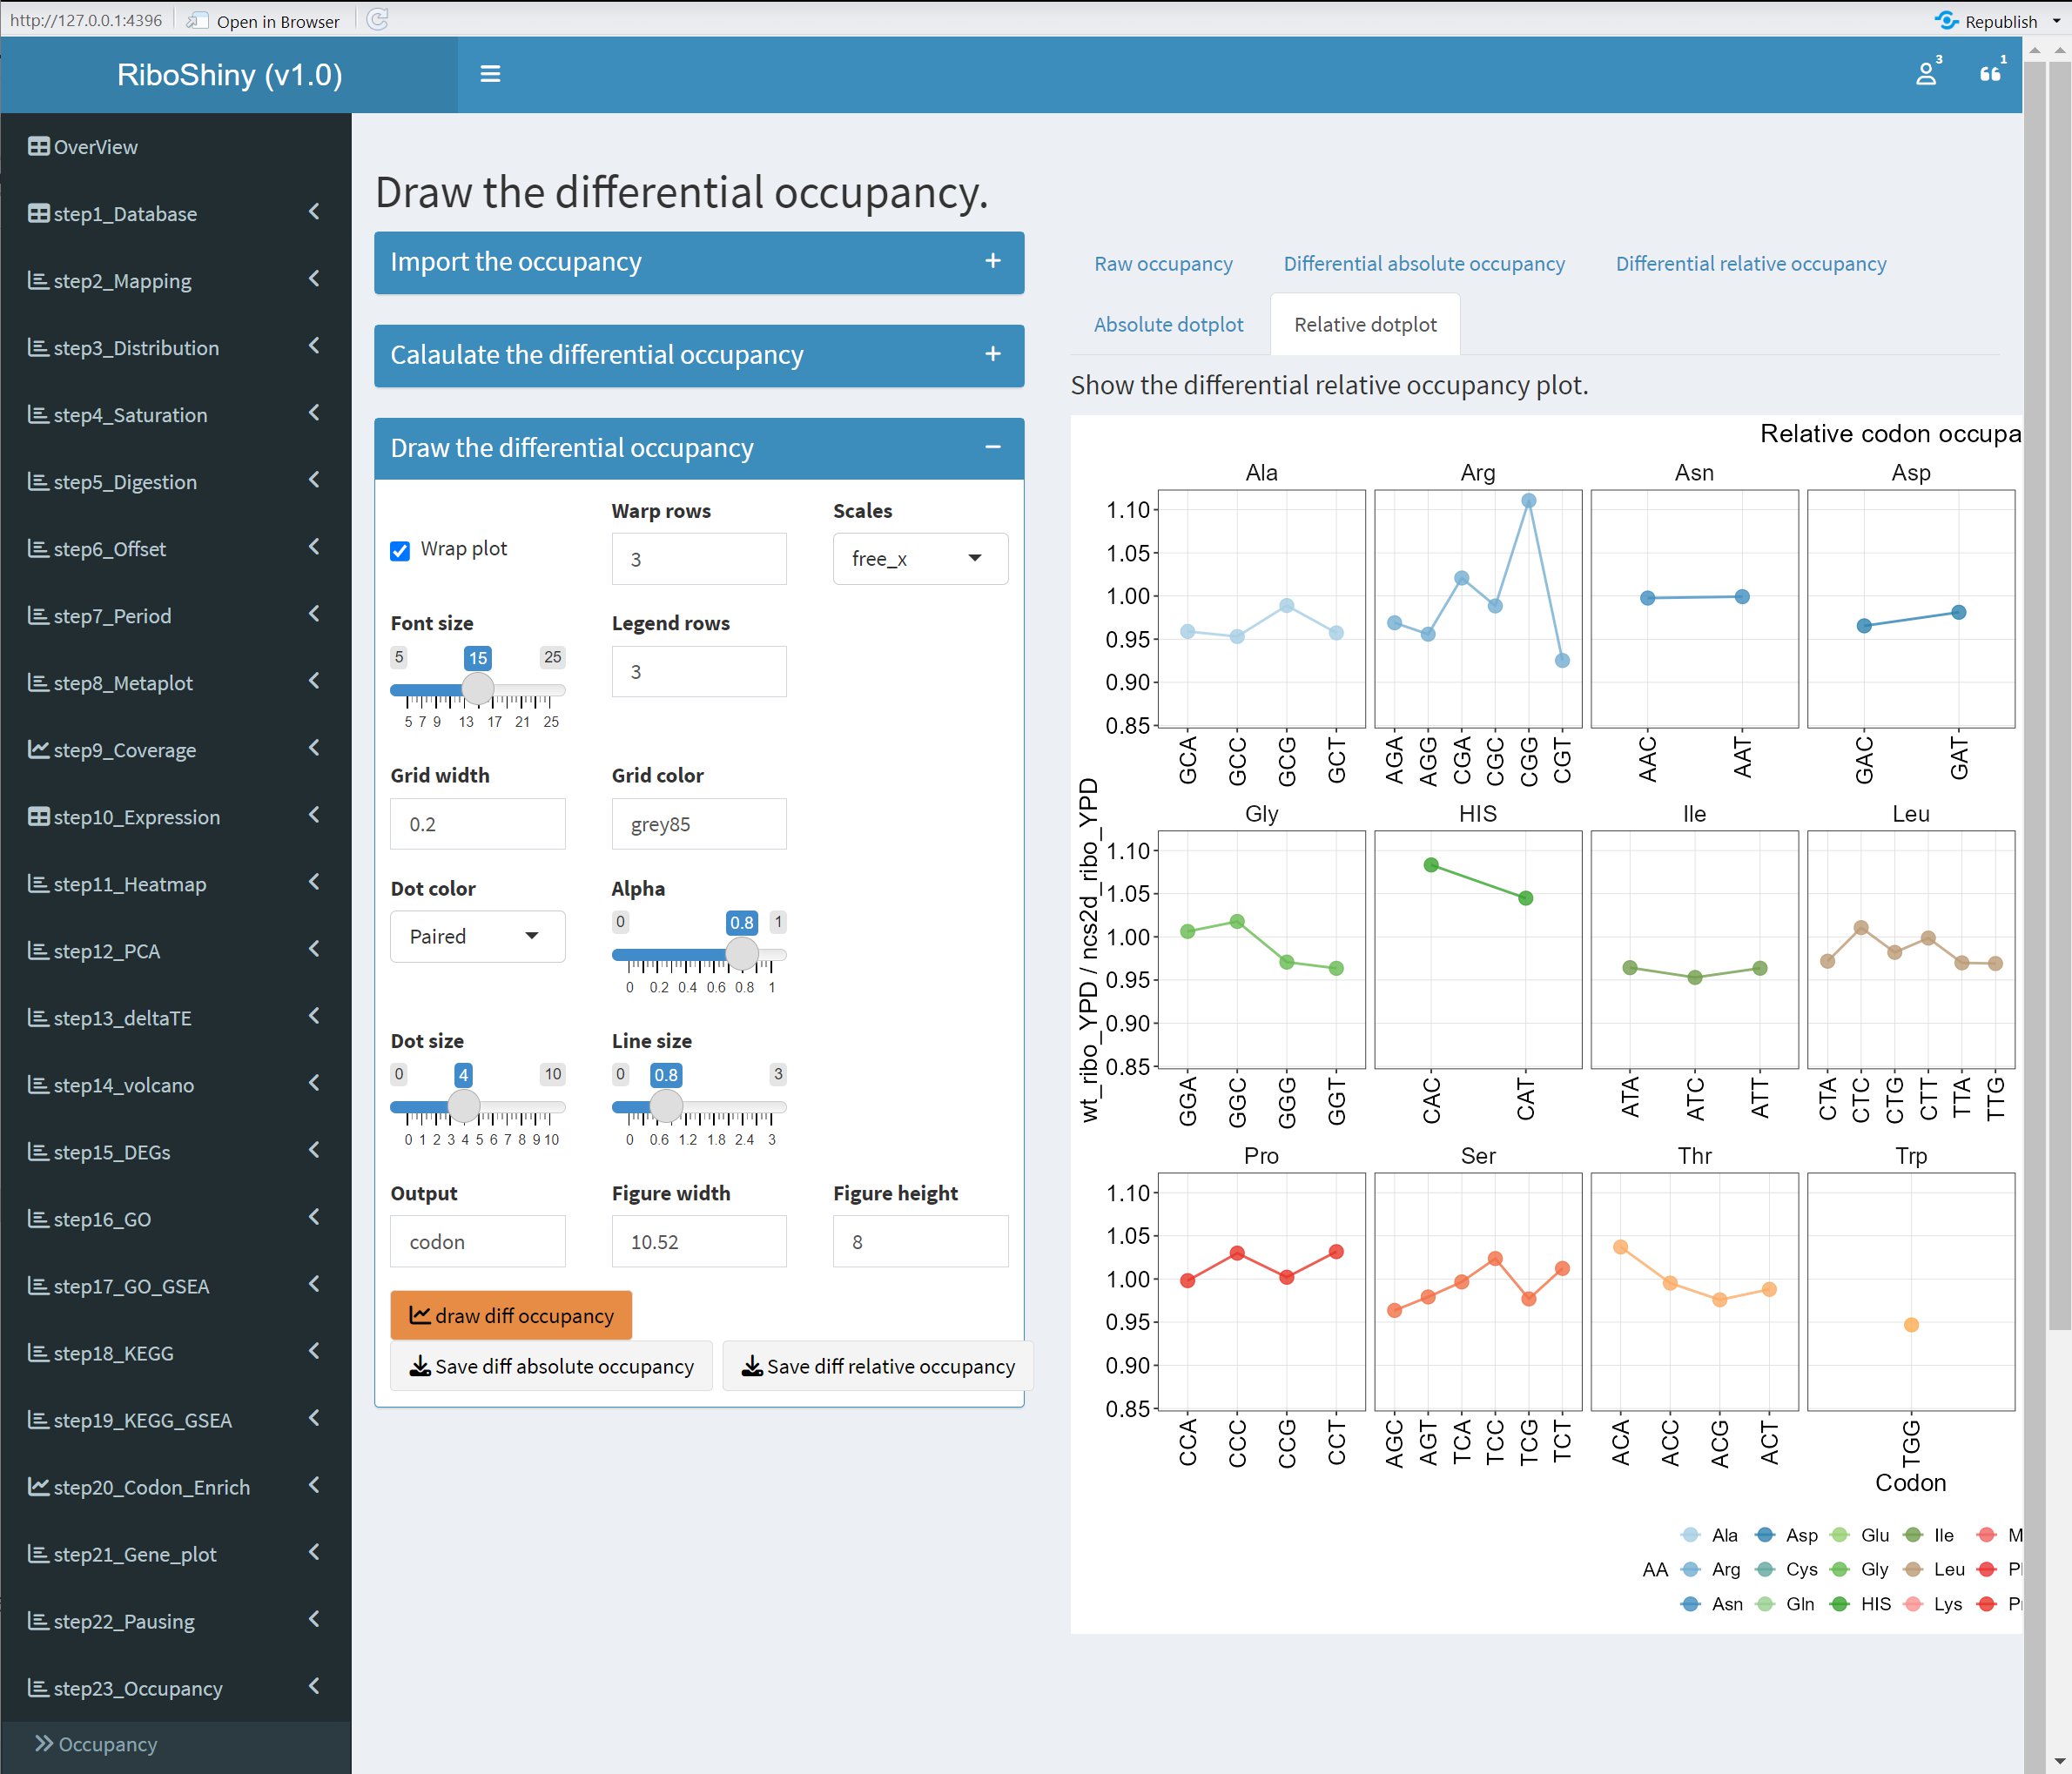 http://127.0.0.1:4396 Open in Browser Republish
RiboShiny (v1.0) 3 1
OverView
step1_Database
step2_Mapping
step3_Distribution
step4_Saturation
step5_Digestion
step6_Offset
step7_Period
step8_Metaplot
step9_Coverage
step10_Expression
step11_Heatmap
step12_PCA
step13_deltaTE
step14_volcano
step15_DEGs
step16_GO
step17_GO_GSEA
step18_KEGG
step19_KEGG_GSEA
step20_Codon_Enrich
step21_Gene_plot
step22_Pausing
step23_Occupancy
Occupancy
Draw the differential occupancy.
Import the occupancy
Calaulate the differential occupancy
Draw the differential occupancy
Wrap plot
Warp rows
3
Scales
free_x
Font size
5 15 25
5 7 9 13 17 21 25
Legend rows
3
Grid width
0.2
Grid color
grey85
Dot color
Paired
Alpha
0 0.8 1
0 0.2 0.4 0.6 0.8 1
Dot size
0 4 10
0 1 2 3 4 5 6 7 8 9 10
Line size
0 0.8 3
0 0.6 1.2 1.8 2.4 3
Output
codon
Figure width
10.52
Figure height
8
draw diff occupancy
Save diff absolute occupancy Save diff relative occupancy
Raw occupancy Differential absolute occupancy Differential relative occupancy
Absolute dotplot Relative dotplot
Show the differential relative occupancy plot.
Relative codon occupa
wt_ribo_YPD / ncs2d_ribo_YPD
Ala Arg Asn Asp
1.10
1.05
1.00
0.95
0.90
0.85
GCA GCC GCG GCT AGA AGG CGA CGC CGG CGT AAC AAT GAC GAT
Gly HIS Ile Leu
1.10
1.05
1.00
0.95
0.90
0.85
GGA GGC GGG GGT CAC CAT ATA ATC ATT CTA CTC CTG CTT TTA TTG
Pro Ser Thr Trp
1.10
1.05
1.00
0.95
0.90
0.85
CCA CCC CCG CCT AGC AGT TCA TCC TCG TCT ACA ACC ACG ACT TGG
Codon
Ala Asp Glu Ile M
AA Arg Cys Gly Leu
Asn Gln HIS Lys